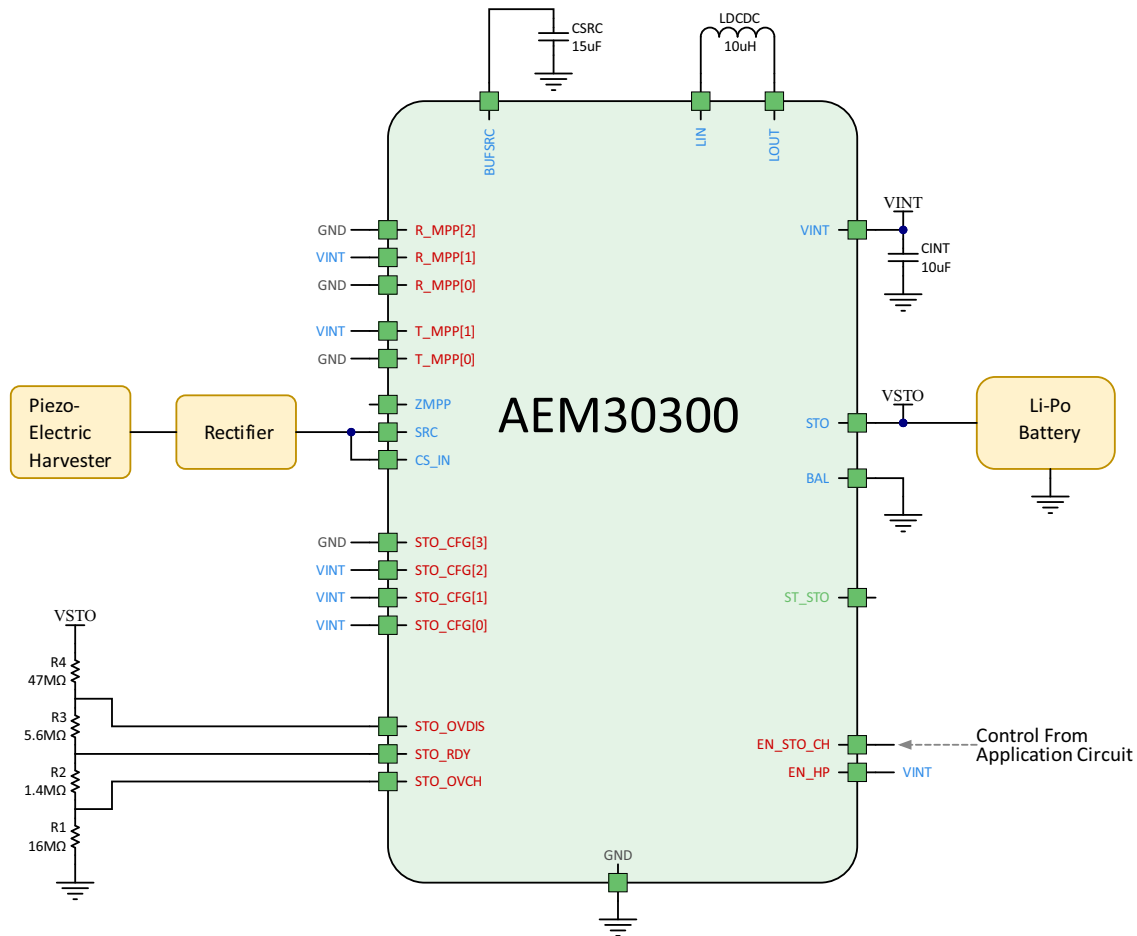 CSRC
15uF
LDCDC
10uH
BUFSRC
LIN
LOUT
GND
R_MPP[2]
VINT
R_MPP[1]
GND
R_MPP[0]
VINT
T_MPP[1]
GND
T_MPP[0]
VINT
VINT
CINT
10uF
AEM30300
Piezo-
Electric
Harvester
Rectifier
ZMPP
SRC
CS_IN
STO
VSTO
Li-Po
Battery
BAL
GND
STO_CFG[3]
VINT
STO_CFG[2]
VINT
STO_CFG[1]
VINT
STO_CFG[0]
ST_STO
VSTO
R4
47MΩ
R3
5.6MΩ
R2
1.4MΩ
R1
16MΩ
STO_OVDIS
STO_RDY
STO_OVCH
EN_STO_CH
Control From
Application Circuit
EN_HP
VINT
GND